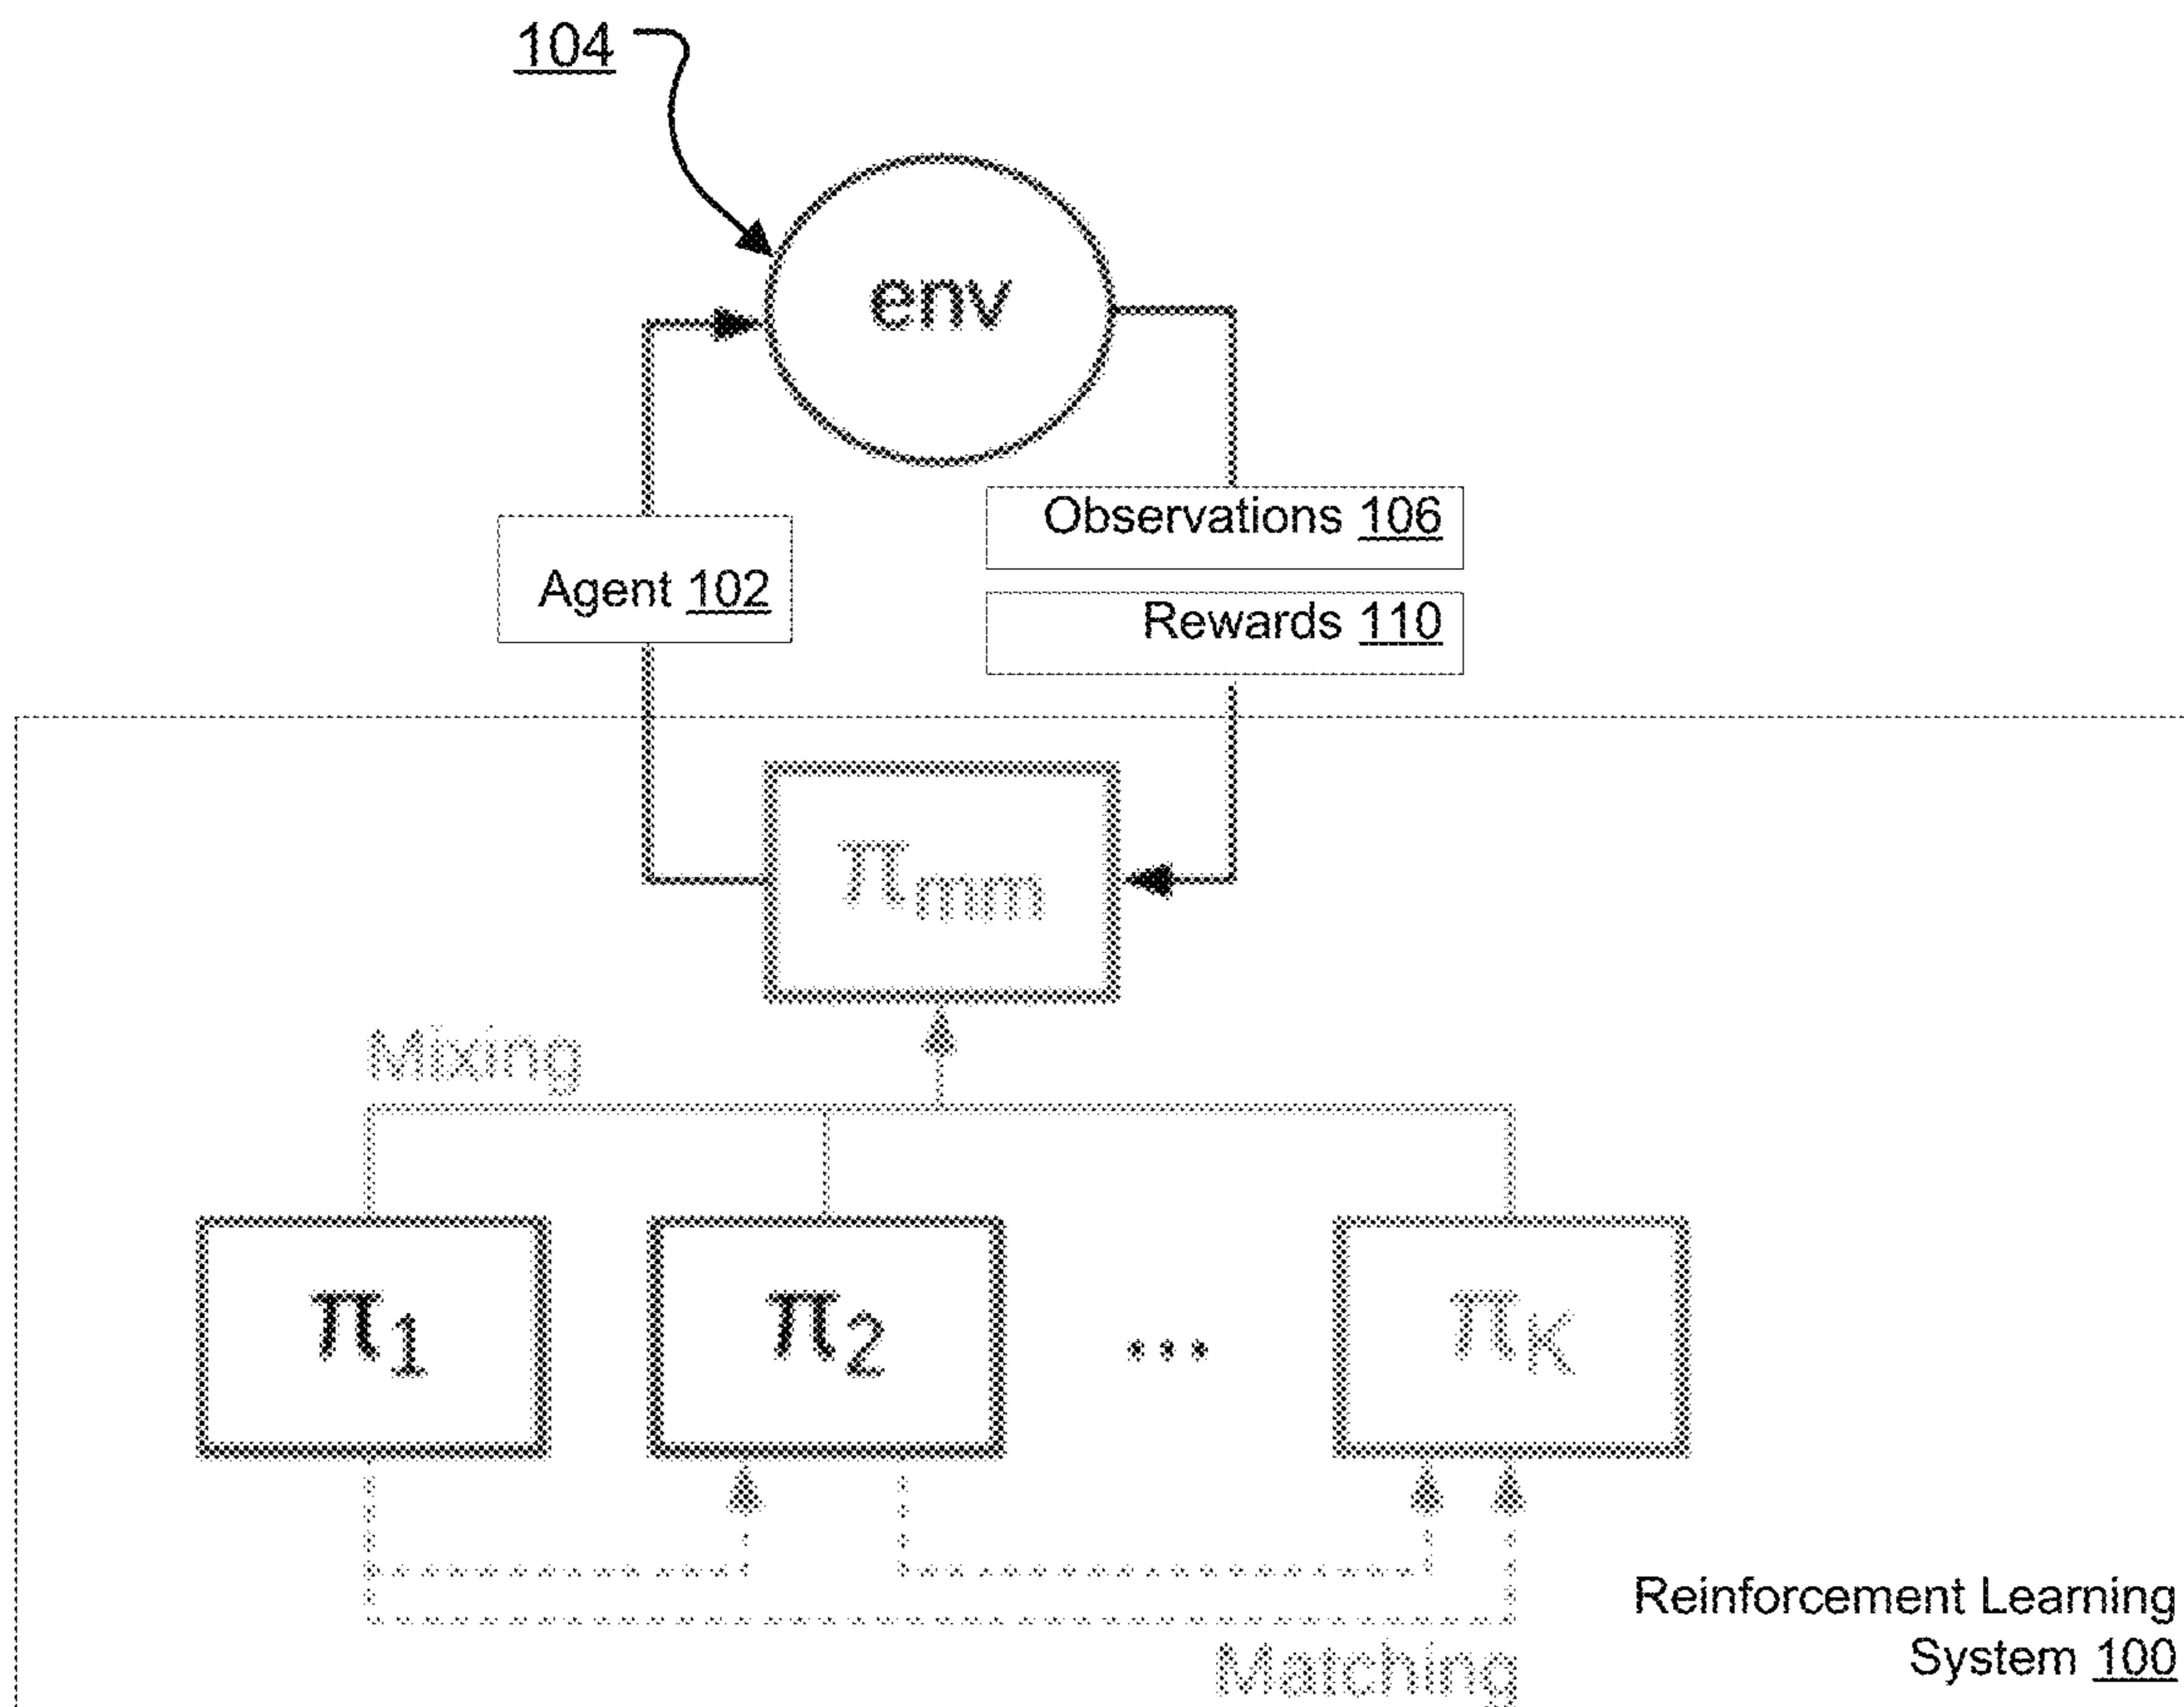 104
env
Observations 106
Agent 102
Rewards 110
πmm
Mixing
π1
π2
...
πK
Reinforcement Learning
System 100
Matching